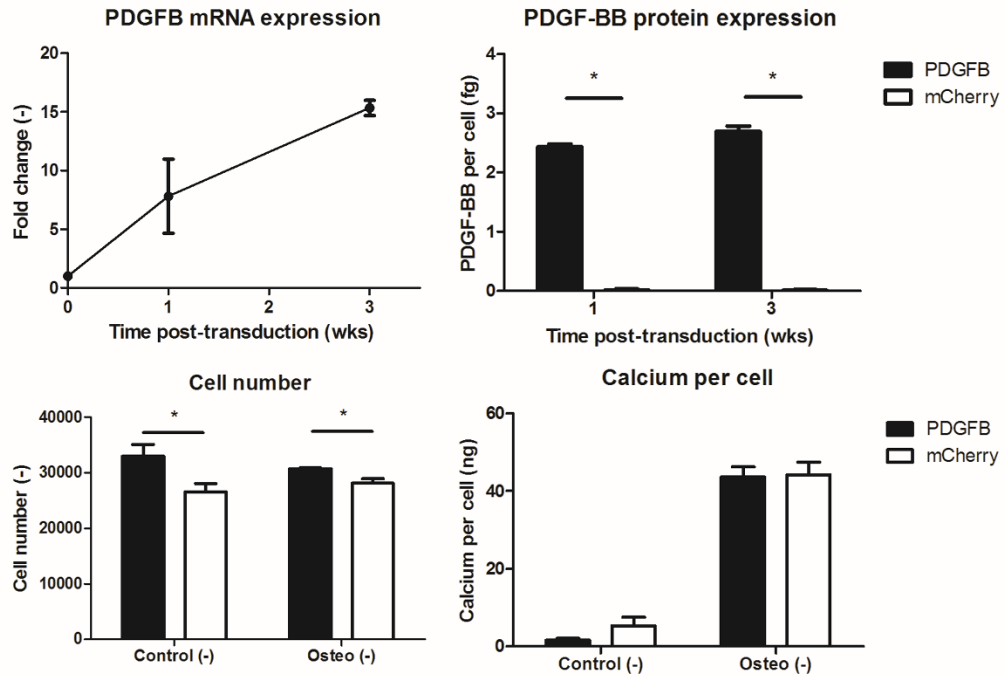 PDGFB mRNA expression
20
15
10
5
0
Fold change (-)
0 1 2 3
Time post-transduction (wks)
PDGF-BB protein expression
4
3
2
1
0
PDGF-BB per cell (fg)
* *
1 3
Time post-transduction (wks)
PDGFB
mCherry
Cell number
40000
30000
20000
10000
0
Cell number (-)
* *
Control (-) Osteo (-)
Calcium per cell
60
40
20
0
Calcium per cell (ng)
Control (-) Osteo (-)
PDGFB
mCherry